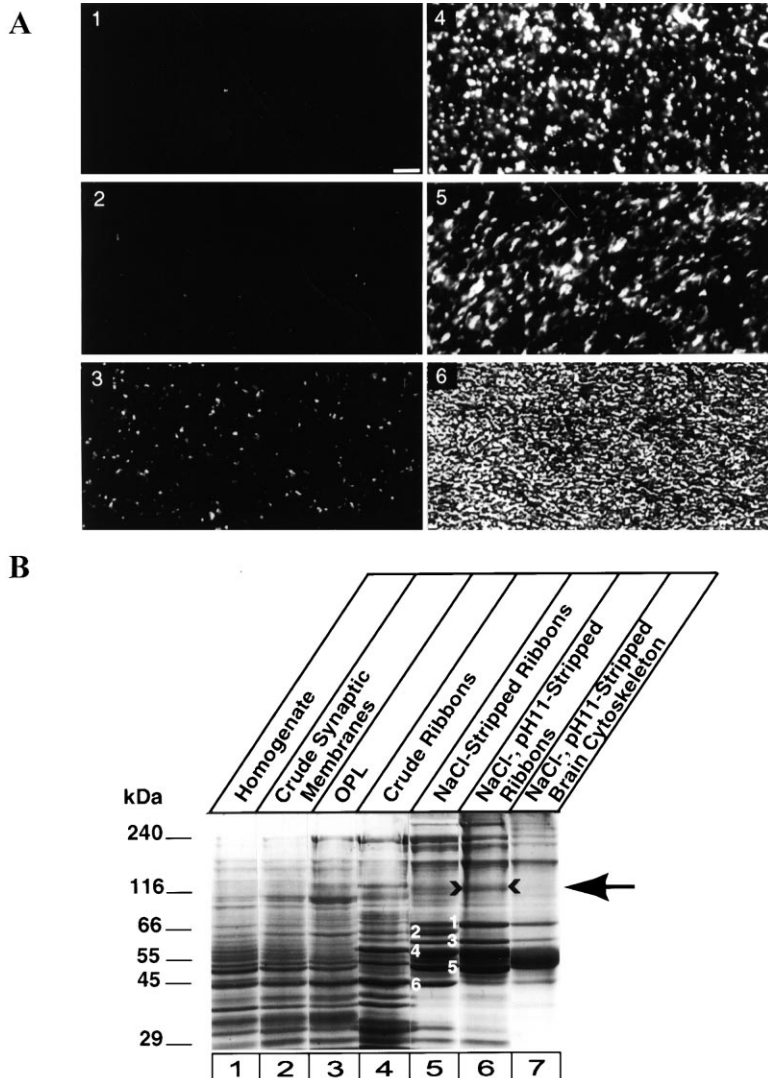 A
1
4
2
5
3
6
B
Homogenate
Crude Synaptic
Membranes
OPL
Crude Ribbons
NaCl-Stripped Ribbons
NaCl-, pH11-Stripped
Ribbons
NaCl-, pH11-Stripped
Brain Cytoskeleton
kDa
240
116
66
55
45
29
1
2
3
4
5
6
1 2 3 4 5 6 7